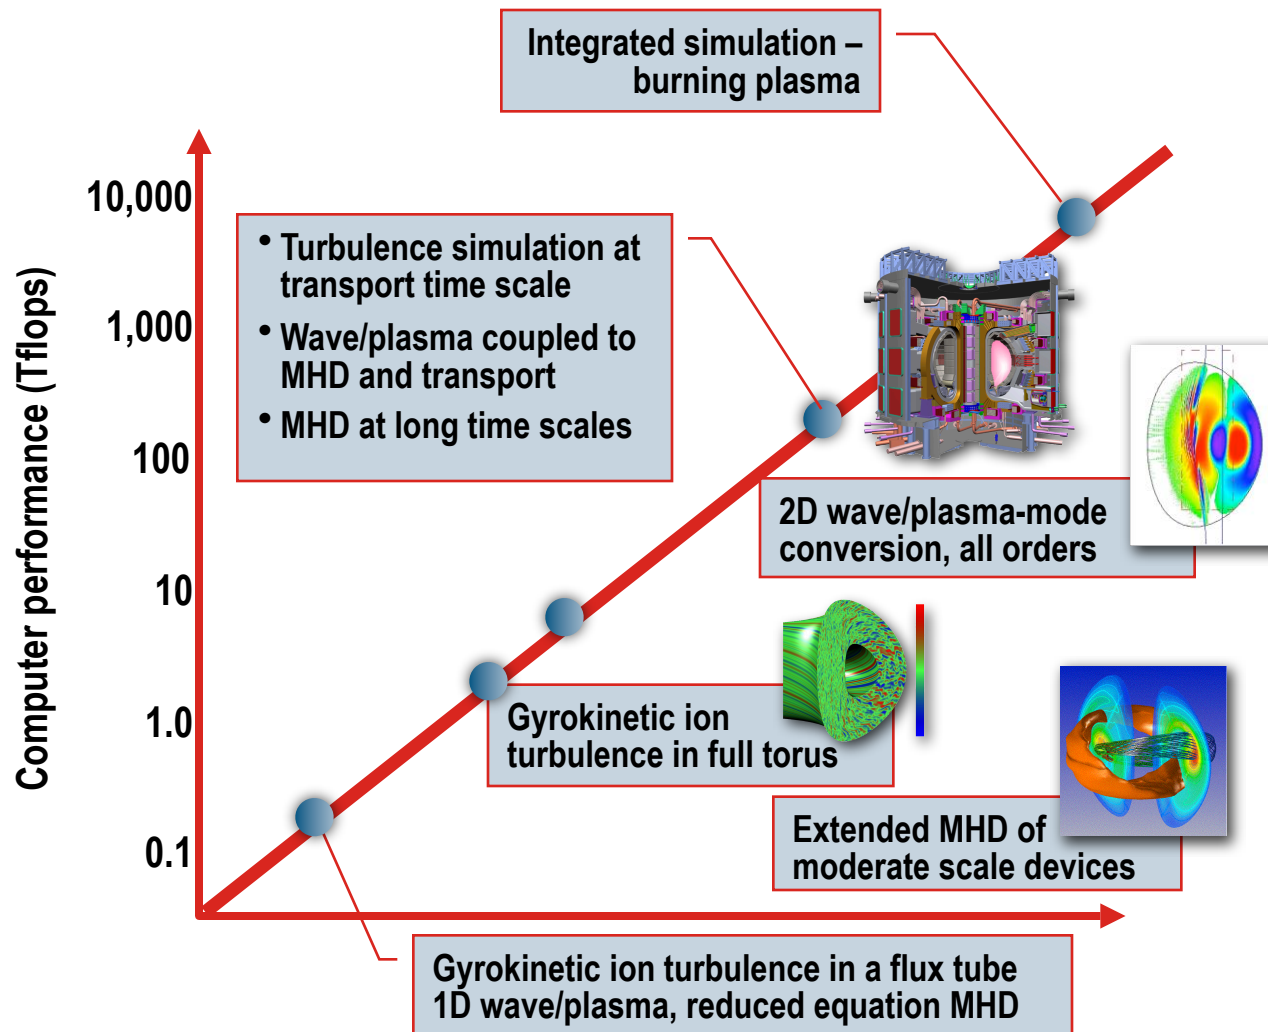 Integrated simulation –
burning plasma
Computer performance (Tflops)
10,000
1,000
100
10
1.0
0.1
• Turbulence simulation at
transport time scale
• Wave/plasma coupled to
MHD and transport
• MHD at long time scales
2D wave/plasma-mode
conversion, all orders
Gyrokinetic ion
turbulence in full torus
Extended MHD of
moderate scale devices
Gyrokinetic ion turbulence in a flux tube
1D wave/plasma, reduced equation MHD